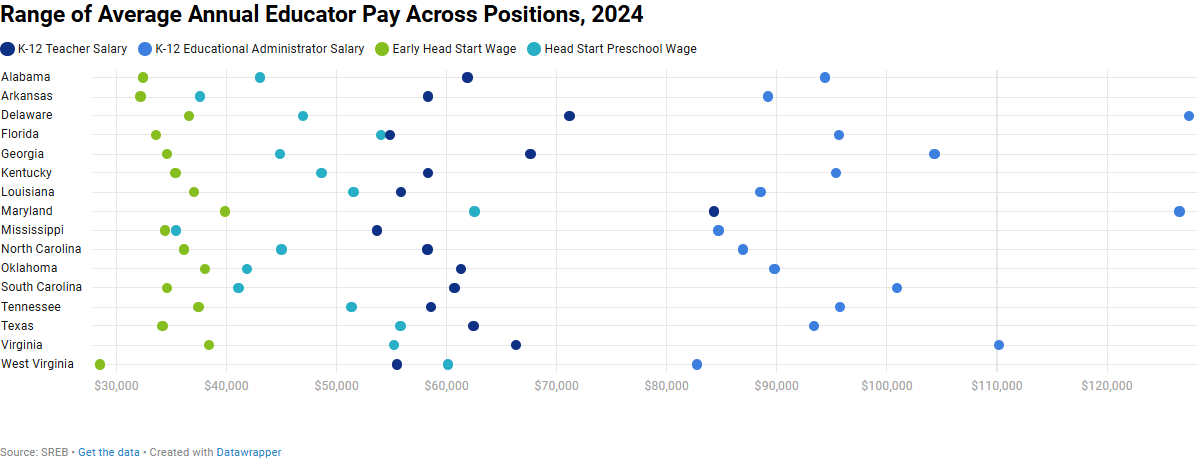 Range of Average Annual Educator Pay Across Positions, 2024
K-12 Teacher Salary K-12 Educational Administrator Salary Early Head Start Wage Head Start Preschool Wage
Alabama
Arkansas
Delaware
Florida
Georgia
Kentucky
Louisiana
Maryland
Mississippi
North Carolina
Oklahoma
South Carolina
Tennessee
Texas
Virginia
West Virginia
$30,000 $40,000 $50,000 $60,000 $70,000 $80,000 $90,000 $100,000 $110,000 $120,000
Source: SREB • Get the data • Created with Datawrapper